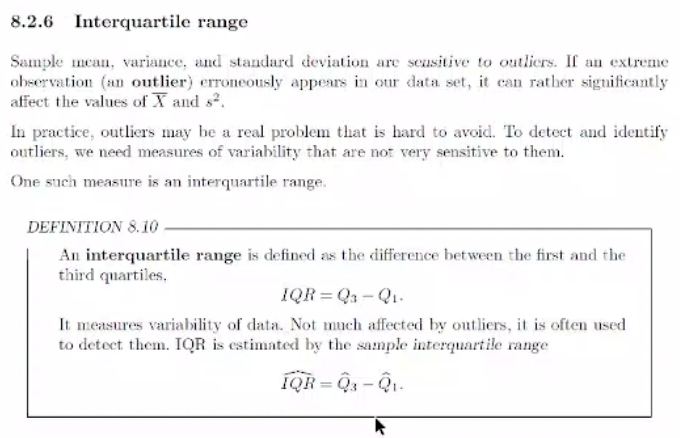 8.2.6 Interquartile range
Sample mean, variance, and standard deviation are sensitive to outliers. If an extreme
observation (an outlier) erroneously appears in our data set, it can rather significantly
affect the values of X̅ and s².
In practice, outliers may be a real problem that is hard to avoid. To detect and identify
outliers, we need measures of variability that are not very sensitive to them.
One such measure is an interquartile range.
DEFINITION 8.10
An interquartile range is defined as the difference between the first and the
third quartiles,
IQR = Q₃ − Q₁.
It measures variability of data. Not much affected by outliers, it is often used
to detect them. IQR is estimated by the sample interquartile range
\widehat{IQR} = Q̂₃ − Q̂₁.